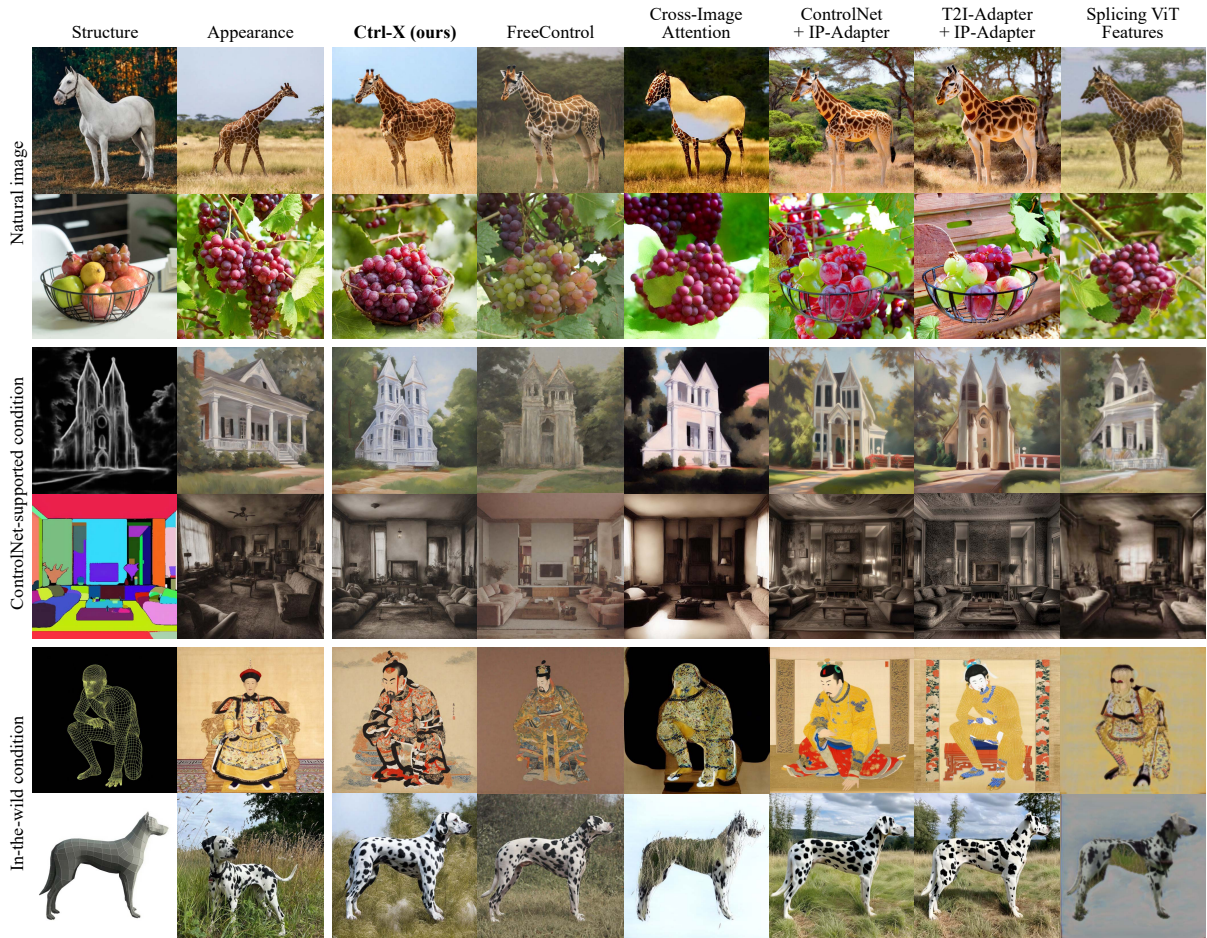 Structure
Appearance
Ctrl-X (ours)
FreeControl
Cross-Image
Attention
ControlNet
+ IP-Adapter
T2I-Adapter
+ IP-Adapter
Splicing ViT
Features
Natural image
ControlNet-supported condition
In-the-wild condition